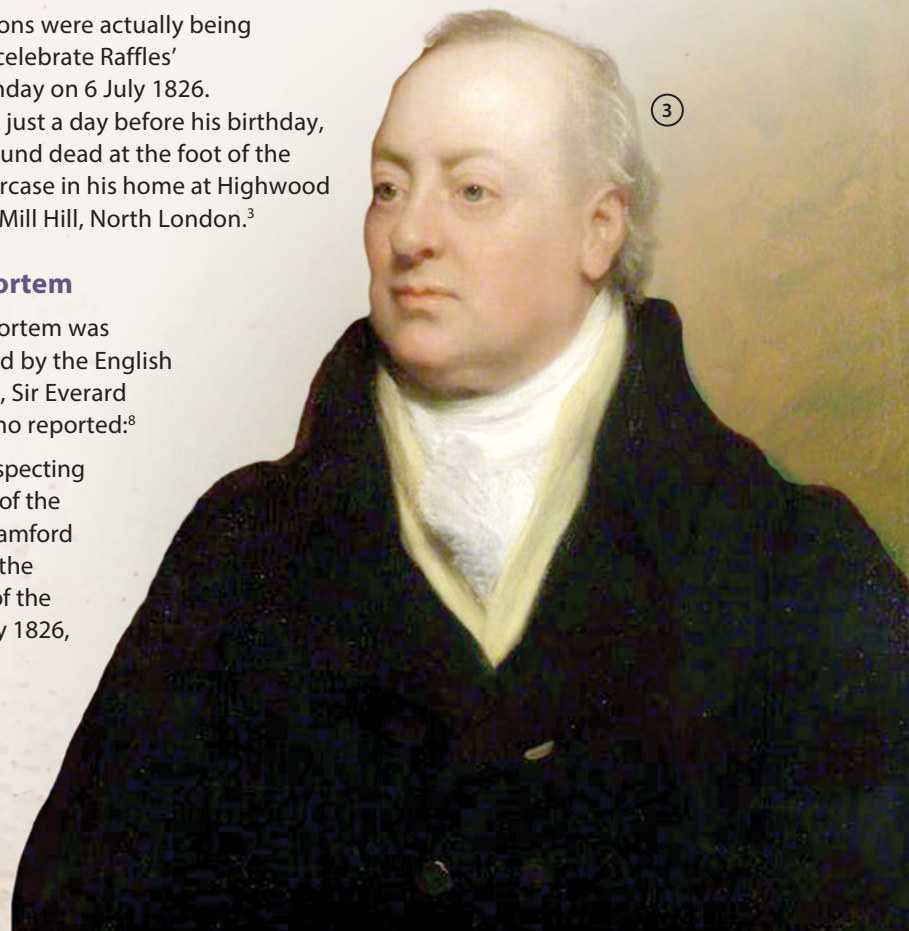 ons were actually being
celebrate Raffles’
nday on 6 July 1826.
just a day before his birthday,
und dead at the foot of the
rcase in his home at Highwood
Mill Hill, North London.3
3
ortem
ortem was
d by the English
, Sir Everard
no reported:8
specting
of the
amford
the
of the
y 1826,